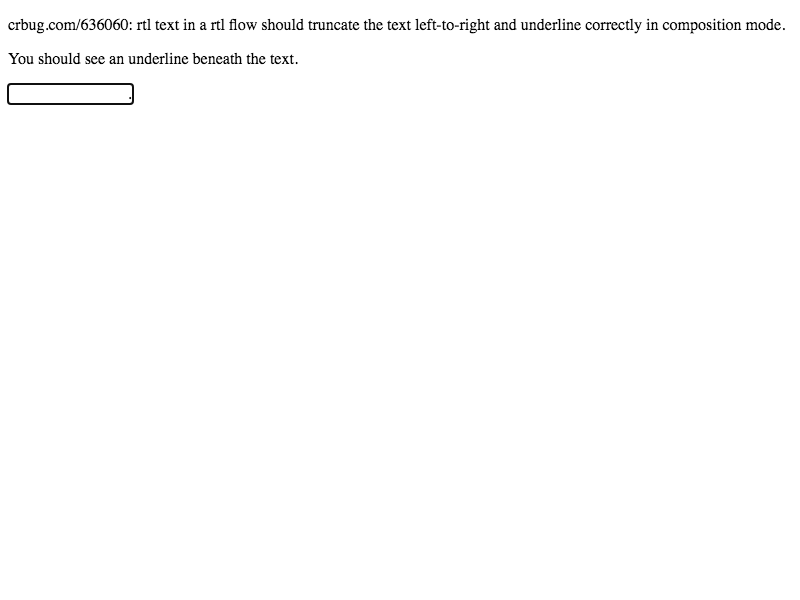 crbug.com/636060: rtl text in a rtl flow should truncate the text left-to-right and underline correctly in composition mode.
You should see an underline beneath the text.